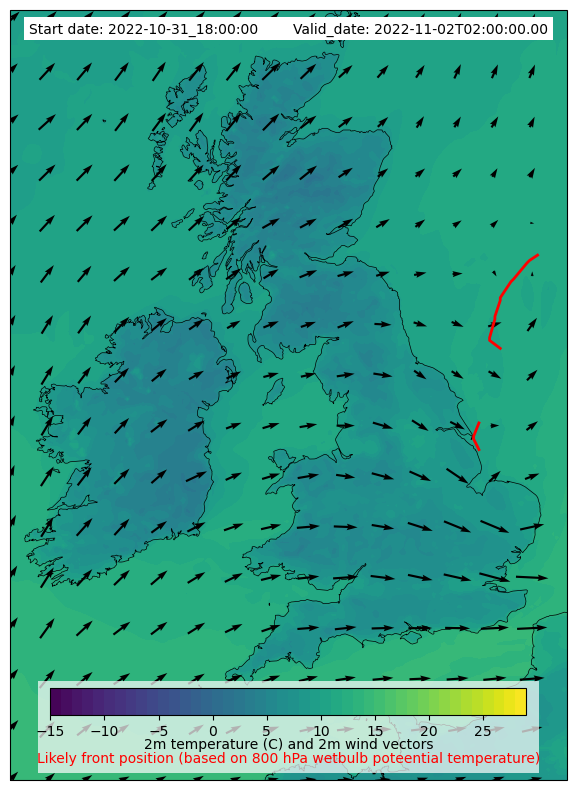 Start date: 2022-10-31_18:00:00 Valid_date: 2022-11-02T02:00:00.00
−15 −10 −5 0 5 10 15 20 25
2m temperature (C) and 2m wind vectors
Likely front position (based on 800 hPa wetbulb poteential temperature)